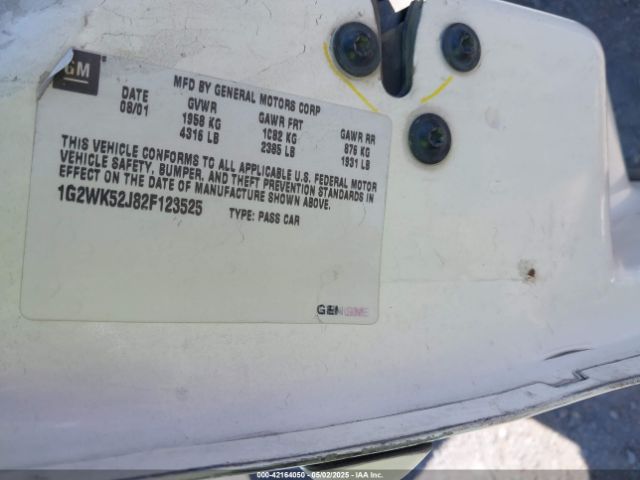 GM
MFD BY GENERAL MOTORS CORP
DATE GVWR GAWR FRT GAWR RR
08/01 1958 KG 1082 KG 876 KG
4316 LB 2385 LB 1931 LB
THIS VEHICLE CONFORMS TO ALL APPLICABLE U.S. FEDERAL MOTOR
VEHICLE SAFETY, BUMPER, AND THEFT PREVENTION STANDARDS IN
EFFECT ON THE DATE OF MANUFACTURE SHOWN ABOVE.
1G2WK52J82F123525 TYPE: PASS CAR
000-42164050 - 05/02/2025 - IAAI.com